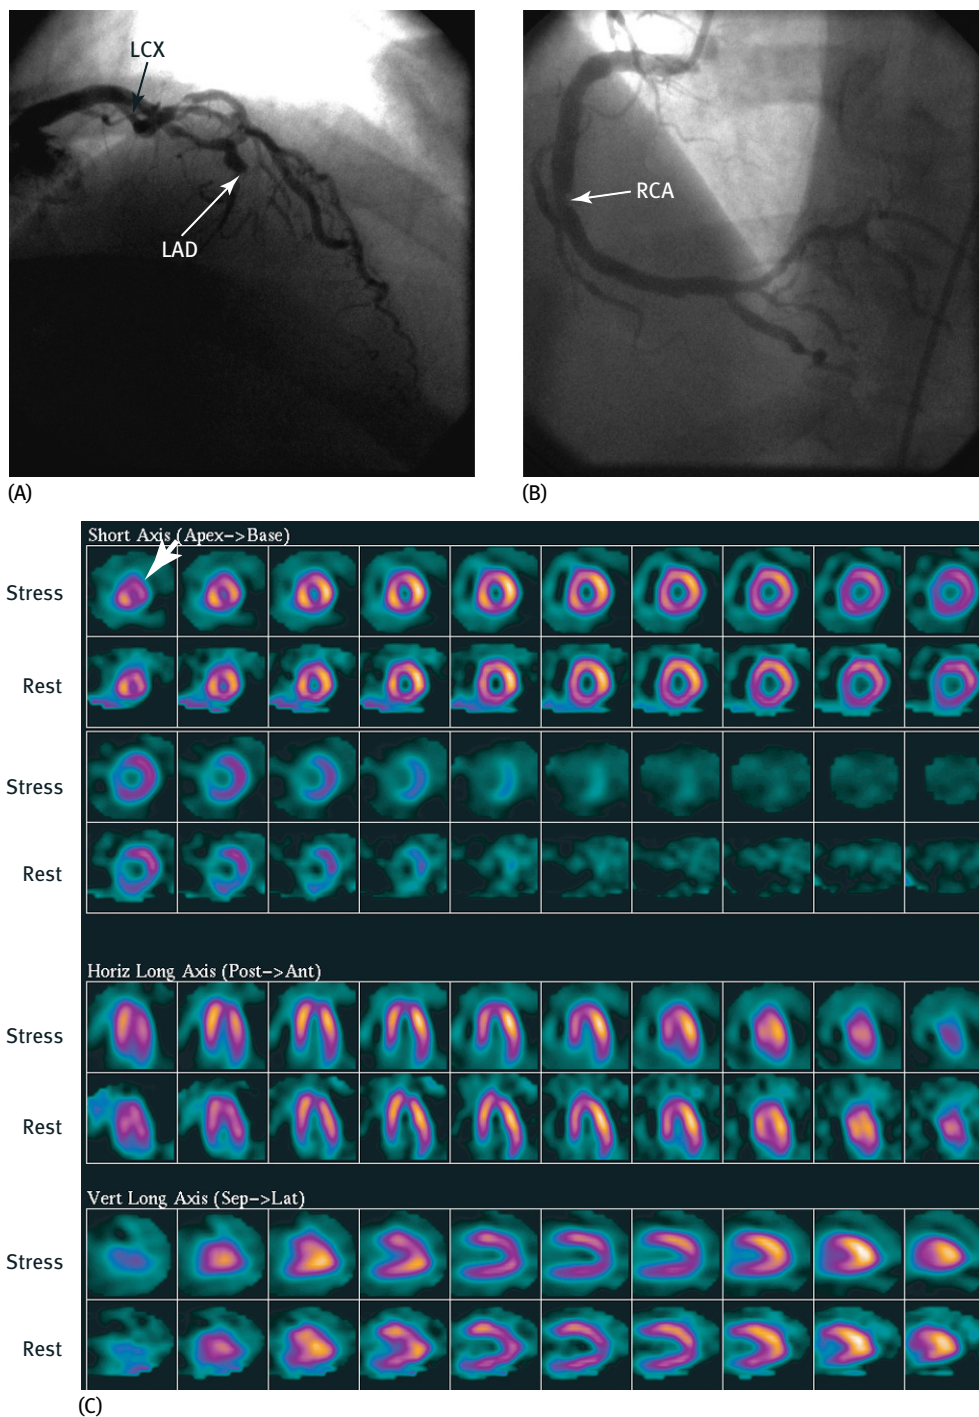 LCX
LAD
(A)
RCA
(B)
Short Axis (Apex->Base)
Stress
Rest
Stress
Rest
Horiz Long Axis (Post->Ant)
Stress
Rest
Vert Long Axis (Sep->Lat)
Stress
Rest
(C)